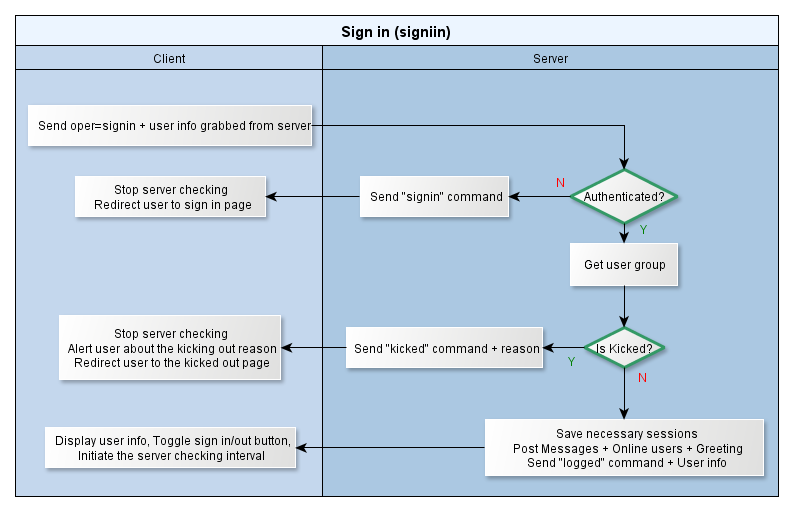 Sign in (signiin)
Client
Server
Send oper=signin + user info grabbed from server
Authenticated?
N
Y
Send "signin" command
Stop server checking
Redirect user to sign in page
Get user group
Is Kicked?
Y
N
Send "kicked" command + reason
Stop server checking
Alert user about the kicking out reason
Redirect user to the kicked out page
Save necessary sessions
Post Messages + Online users + Greeting
Send "logged" command + User info
Display user info, Toggle sign in/out button,
Initiate the server checking interval